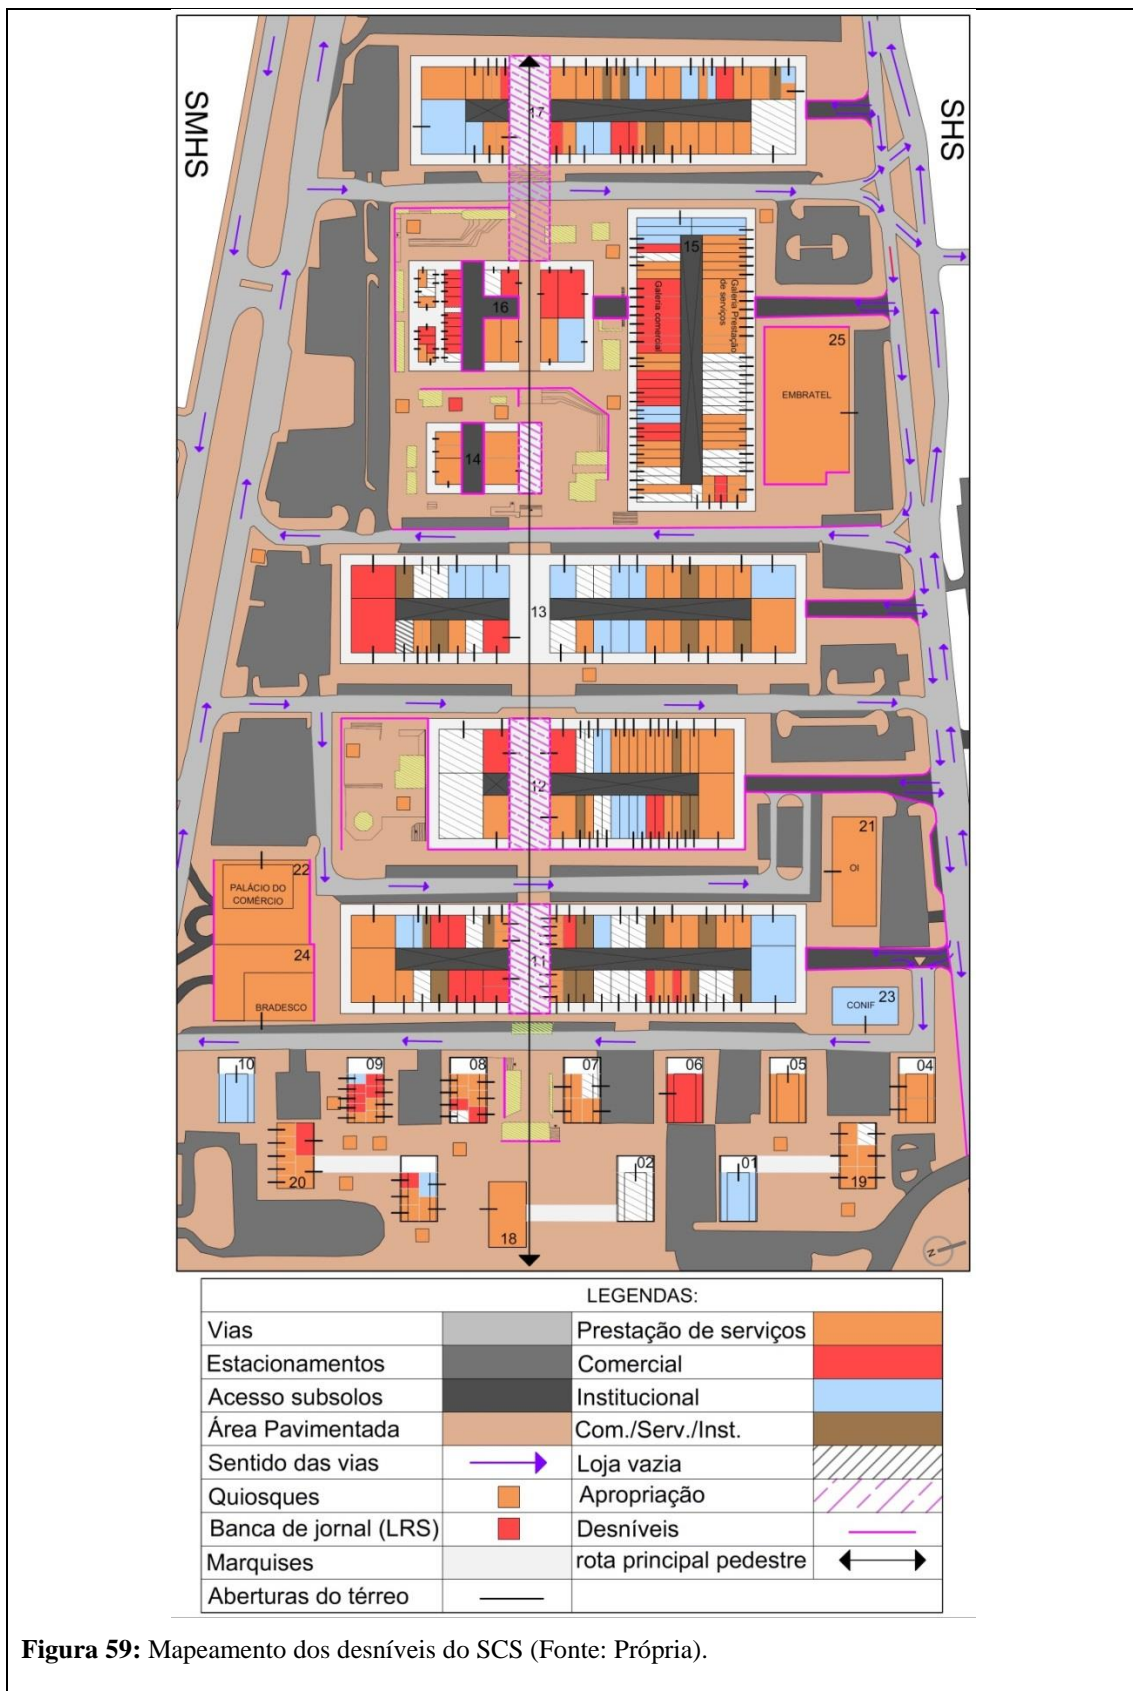 SMHS
SHS
17
15
Galeria comercial
Galeria Prestação
de serviços
16
25
EMBRATEL
14
13
12
21
OI
22
PALÁCIO DO
COMÉRCIO
24
BRADESCO
11
CONIF
23
10
09
08
07
06
05
04
20
18
02
01
19
N
LEGENDAS:
Vias
Prestação de serviços
Estacionamentos
Comercial
Acesso subsolos
Institucional
Área Pavimentada
Com./Serv./Inst.
Sentido das vias
Loja vazia
Quiosques
Apropriação
Banca de jornal (LRS)
Desníveis
Marquises
rota principal pedestre
Aberturas do térreo
Figura 59: Mapeamento dos desníveis do SCS (Fonte: Própria).